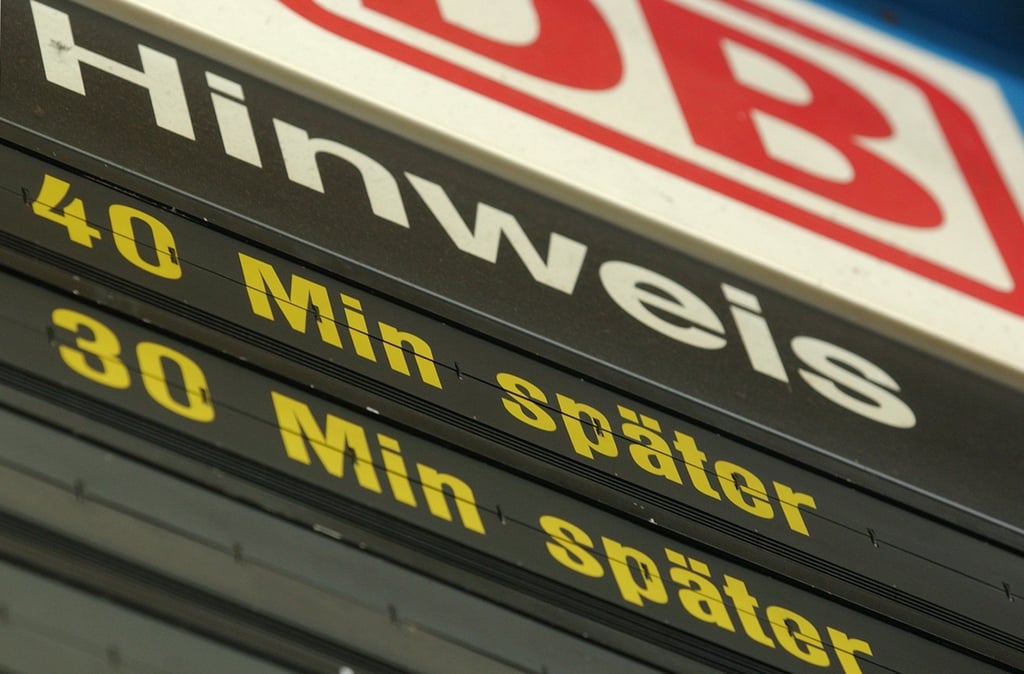 DB
Hinweis
40 Min später
30 Min später